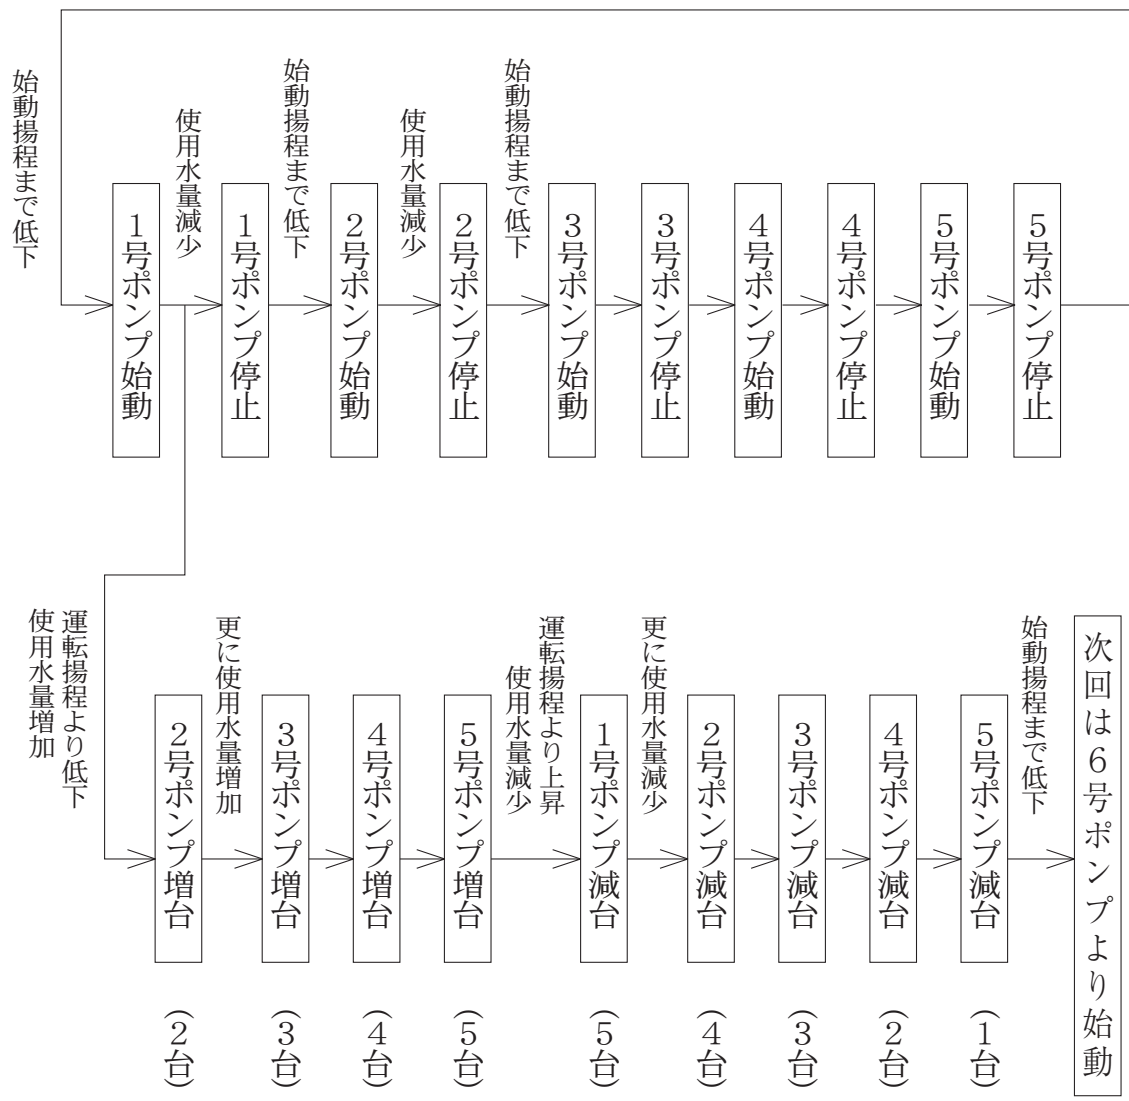 始動揚程まで低下
1号ポンプ始動
使用水量減少
1号ポンプ停止
始動揚程まで低下
2号ポンプ始動
使用水量減少
2号ポンプ停止
始動揚程まで低下
3号ポンプ始動
3号ポンプ停止
4号ポンプ始動
4号ポンプ停止
5号ポンプ始動
5号ポンプ停止
運転揚程より低下
使用水量増加
2号ポンプ増台
(2台)
更に使用水量増加
3号ポンプ増台
(3台)
4号ポンプ増台
(4台)
5号ポンプ増台
(5台)
運転揚程より上昇
使用水量減少
1号ポンプ減台
(5台)
更に使用水量減少
2号ポンプ減台
(4台)
3号ポンプ減台
(3台)
4号ポンプ減台
(2台)
5号ポンプ減台
(1台)
始動揚程まで低下
次回は6号ポンプより始動